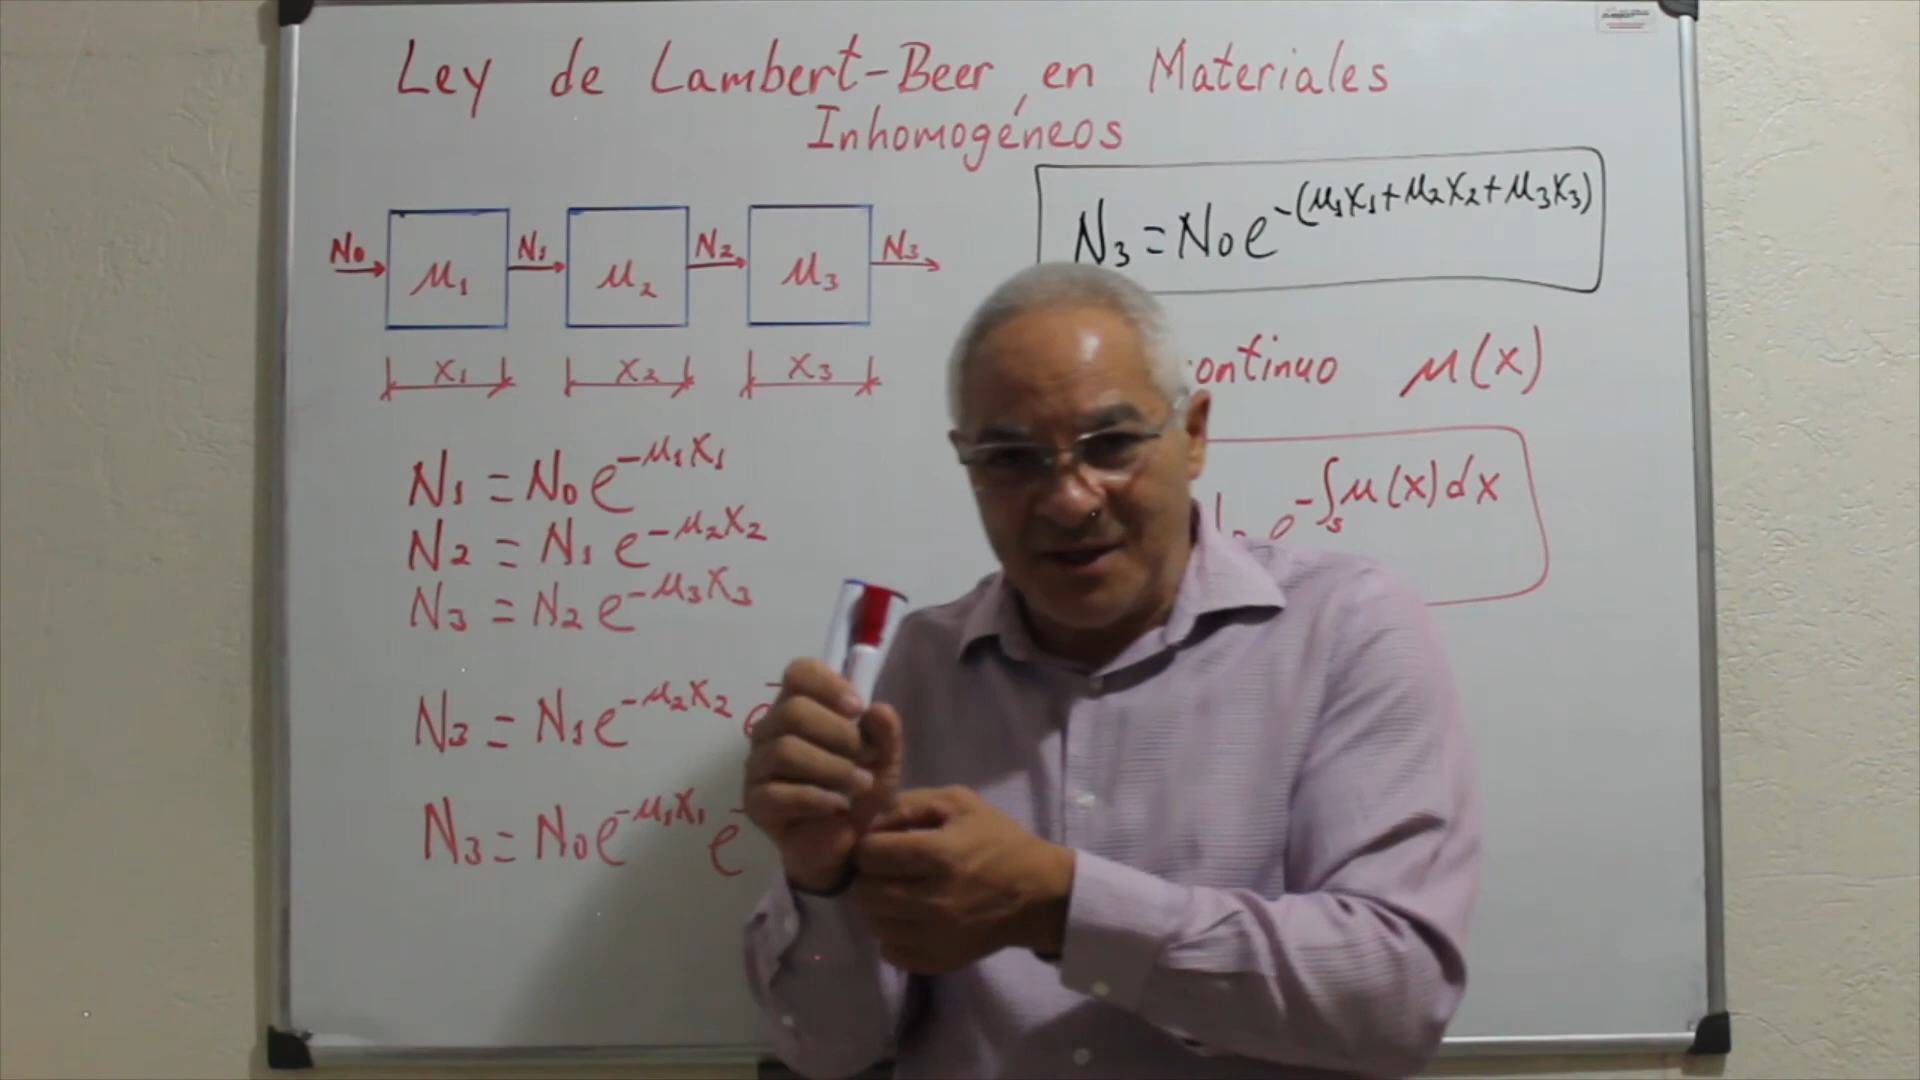 Ley de Lambert-Beer, en Materiales
Inhomogéneos
N₀ μ₁ N₁ μ₂ N₂ μ₃ N₃
x₁ x₂ x₃
N₁ = N₀ e^{-μ₁x₁}
N₂ = N₁ e^{-μ₂x₂}
N₃ = N₂ e^{-μ₃x₃}
N₃ = N₁ e^{-μ₂x₂} e
N₃ = N₀ e^{-μ₁x₁} e
N₃ = N₀ e^{-(μ₁x₁+μ₂x₂+μ₃x₃)}
continuo μ(x)
e^{-∫ₛμ(x)dx}